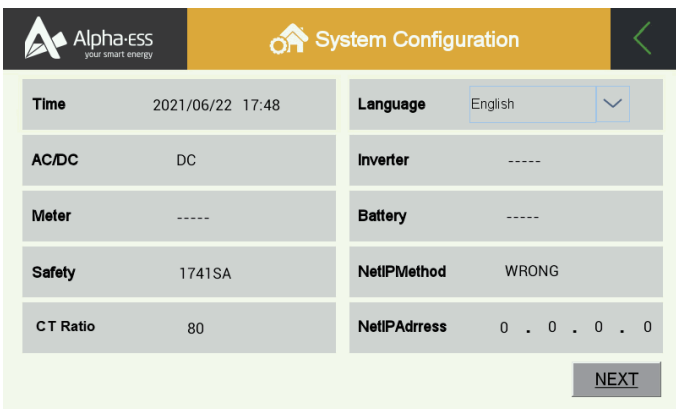 Alpha-ESS
your smart energy
System Configuration
Time 2021/06/22 17:48
Language English
AC/DC DC
Inverter -----
Meter -----
Battery -----
Safety 1741SA
NetIPMethod WRONG
CT Ratio 80
NetIPAdrress 0 . 0 . 0 . 0
NEXT